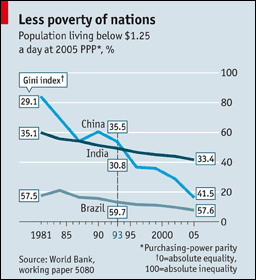 Less poverty of nations
Population living below $1.25
a day at 2005 PPP*, %
Gini index†
100
80
60
40
20
0
29.1
35.1
57.5
China
35.5
India
30.8
Brazil
59.7
33.4
41.5
57.6
1981 85 90 93 95 2000 05
Source: World Bank,
working paper 5080
*Purchasing-power parity
†0=absolute equality,
100=absolute inequality